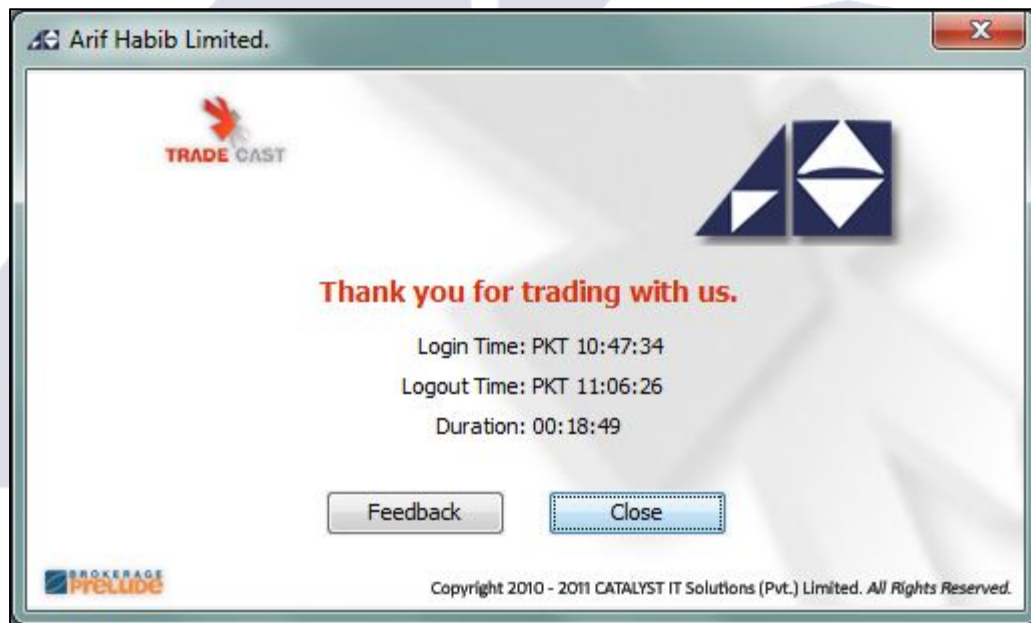 Arif Habib Limited.
TRADE CAST
Thank you for trading with us.
Login Time: PKT 10:47:34
Logout Time: PKT 11:06:26
Duration: 00:18:49
Feedback
Close
BROKERAGE
PRELUDE
Copyright 2010 - 2011 CATALYST IT Solutions (Pvt.) Limited. All Rights Reserved.